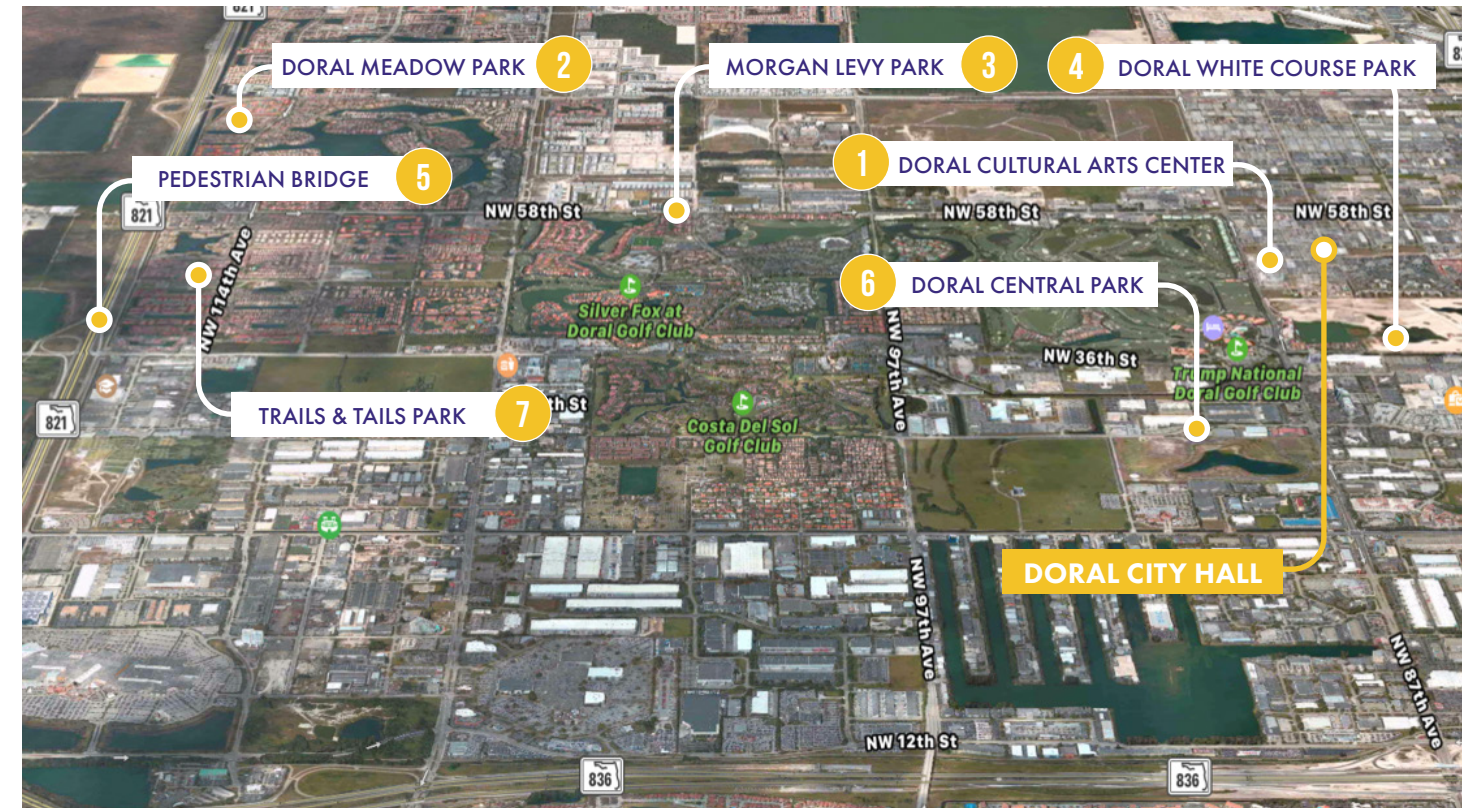 821
DORAL MEADOW PARK 2
MORGAN LEVY PARK 3
4 DORAL WHITE COURSE PARK
1 DORAL CULTURAL ARTS CENTER
PEDESTRIAN BRIDGE 5
821
NW 58th St
NW 58th St
NW 58th St
NW 114th Ave
6 DORAL CENTRAL PARK
Silver Fox at
Doral Golf Club
NW 97th Ave
NW 36th St
Trump National
Doral Golf Club
TRAILS & TAILS PARK 7
th St
821
Costa Del Sol
Golf Club
DORAL CITY HALL
NW 97th Ave
NW 87th Ave
NW 12th St
836
836